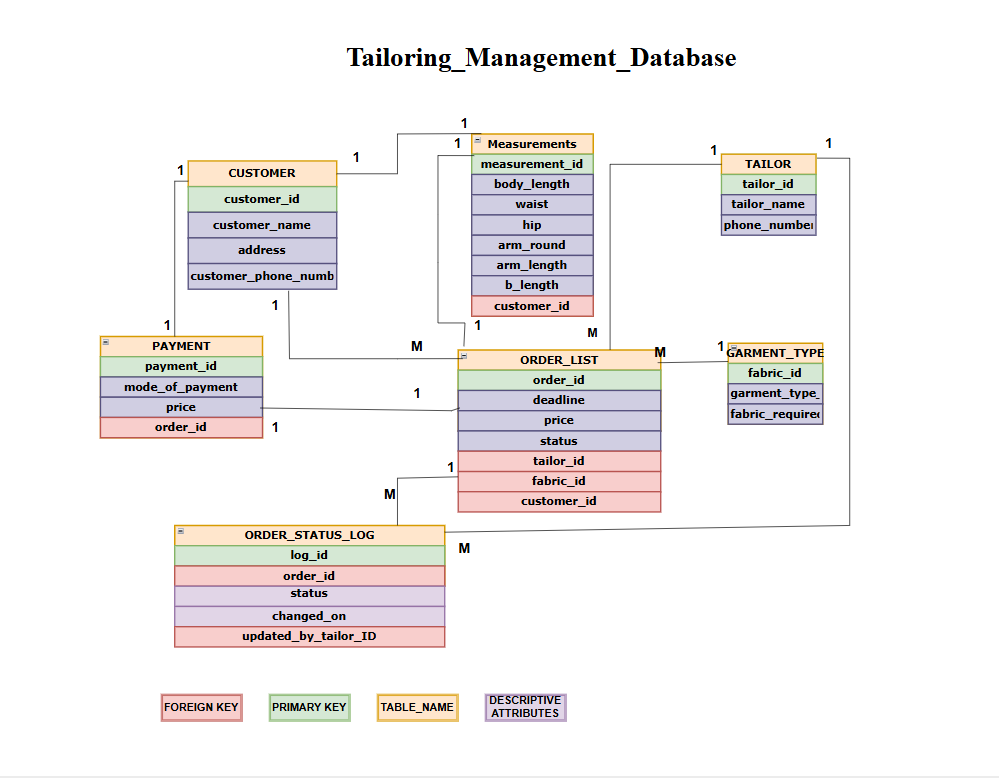 Tailoring_Management_Database
1
1
1
1
1
1
CUSTOMER
customer_id
customer_name
address
customer_phone_numb
Measurements
measurement_id
body_length
waist
hip
arm_round
arm_length
b_length
customer_id
TAILOR
tailor_id
tailor_name
phone_number
1
1
1
M
M
M
1
PAYMENT
payment_id
mode_of_payment
price
order_id
1
1
ORDER_LIST
order_id
deadline
price
status
tailor_id
fabric_id
customer_id
GARMENT_TYPE
fabric_id
garment_type_
fabric_required
1
M
M
ORDER_STATUS_LOG
log_id
order_id
status
changed_on
updated_by_tailor_ID
FOREIGN KEY
PRIMARY KEY
TABLE_NAME
DESCRIPTIVE
ATTRIBUTES